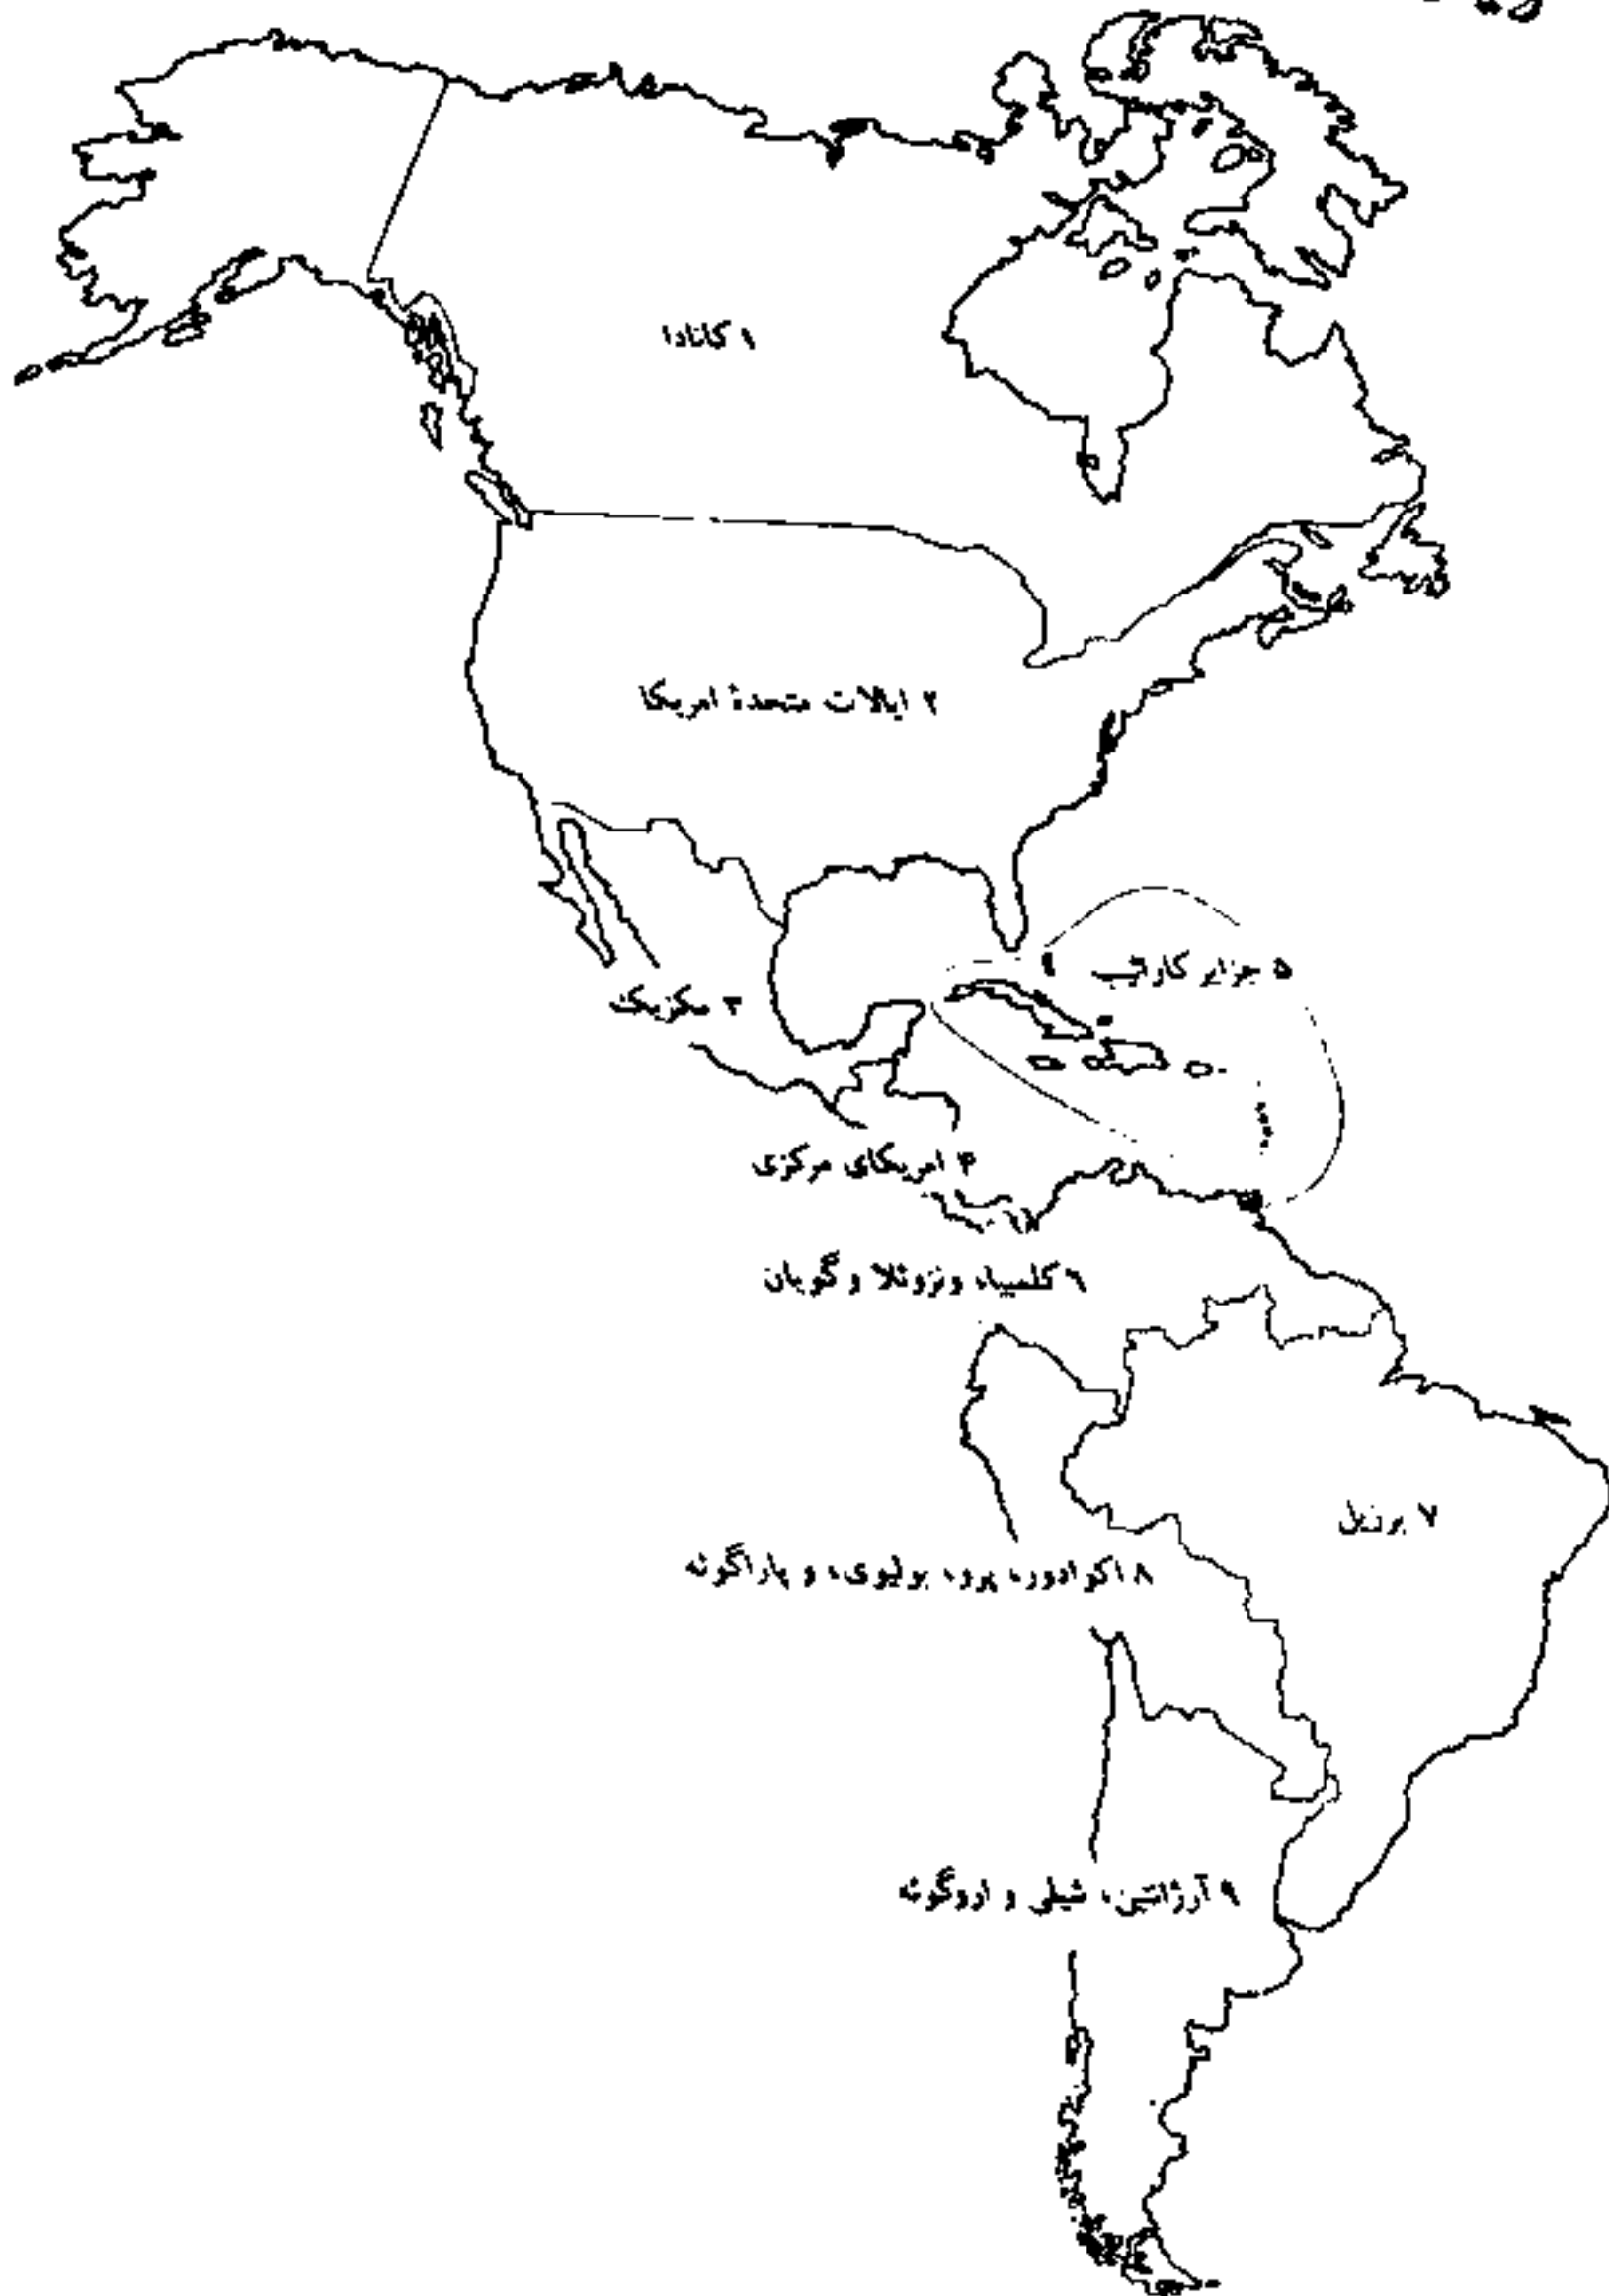 ۱ کانادا
۲ ایالات متحدهٔ امریکا
۵ جزایر کارائیب
۳ مکزیک
۴ امریکای مرکزی
۶ کلمبیا، ونزوئلا و گویان
۷ برزیل
۸ اکوادور، پرو، بولیوی، و پاراگوئه
۹ آرژانتین، شیلی و اروگوئه